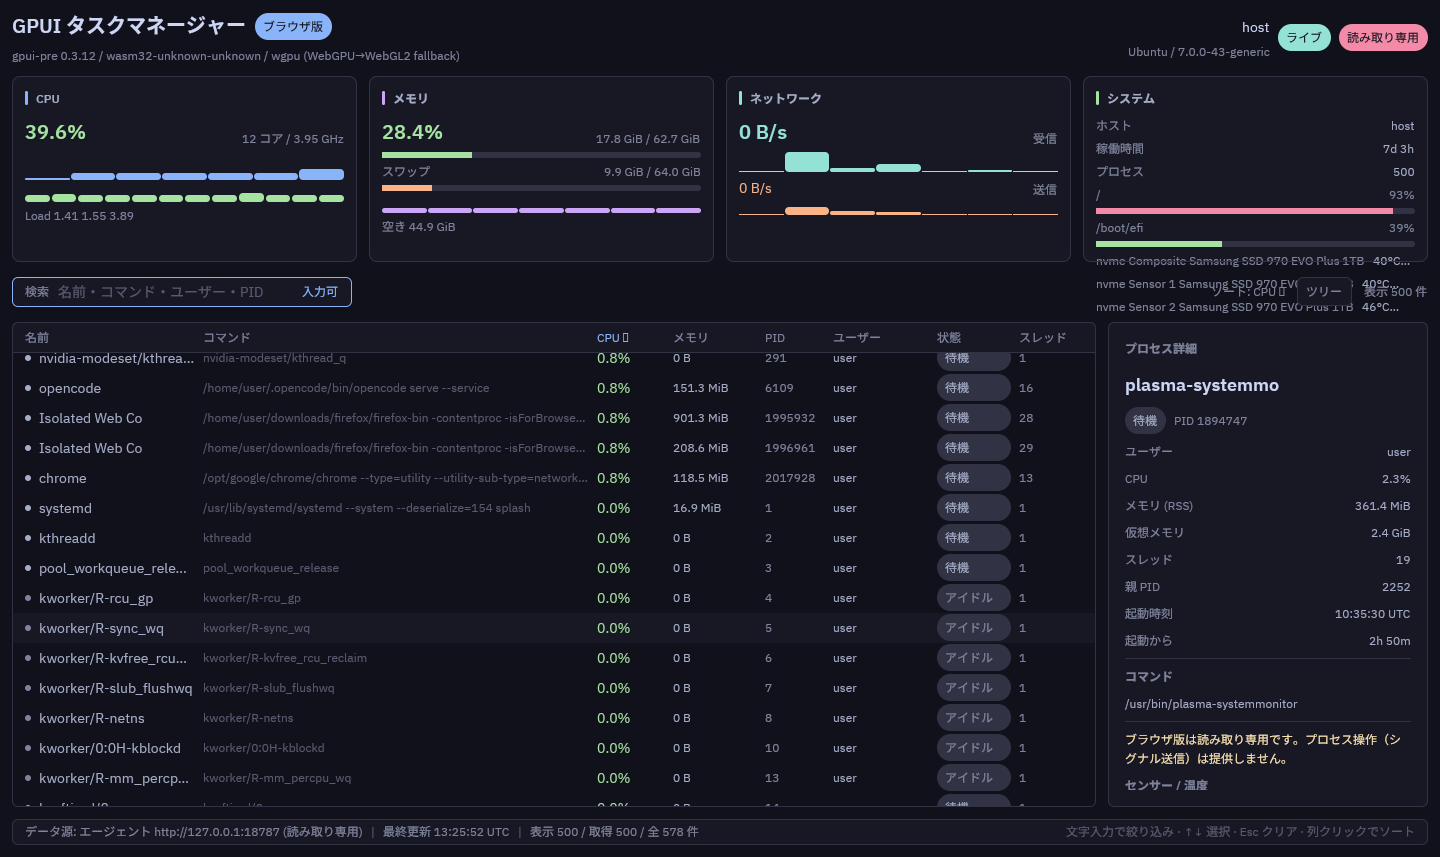 GPUI タスクマネージャー ブラウザ版
gpui-pre 0.3.12 / wasm32-unknown-unknown / wgpu (WebGPU→WebGL2 fallback)
host
Ubuntu / 7.0.0-43-generic
ライブ 読み取り専用
CPU
39.6% 12 コア / 3.95 GHz
Load 1.41 1.55 3.89
メモリ
28.4% 17.8 GiB / 62.7 GiB
スワップ 9.9 GiB / 64.0 GiB
空き 44.9 GiB
ネットワーク
0 B/s 受信
0 B/s 送信
システム
ホスト host
稼働時間 7d 3h
プロセス 500
/ 93%
/boot/efi 39%
nvme Composite Samsung SSD 970 EVO Plus 1TB 40°C...
nvme Sensor 1 Samsung SSD 970 EVO Plus 1TB 40°C...
nvme Sensor 2 Samsung SSD 970 EVO Plus 1TB 46°C...
検索 名前・コマンド・ユーザー・PID 入力可
ソート: CPU ツリー 表示 500 件
名前 コマンド CPU メモリ PID ユーザー 状態 スレッド
nvidia-modeset/kthrea... nvidia-modeset/kthread_q 0.8% 0 B 291 user 待機 1
opencode /home/user/.opencode/bin/opencode serve --service 0.8% 151.3 MiB 6109 user 待機 16
Isolated Web Co /home/user/downloads/firefox/firefox-bin -contentproc -isForBrowse... 0.8% 901.3 MiB 1995932 user 待機 28
Isolated Web Co /home/user/downloads/firefox/firefox-bin -contentproc -isForBrowse... 0.8% 208.6 MiB 1996961 user 待機 29
chrome /opt/google/chrome/chrome --type=utility --utility-sub-type=network... 0.8% 118.5 MiB 2017928 user 待機 13
systemd /usr/lib/systemd/systemd --system --deserialize=154 splash 0.0% 16.9 MiB 1 user 待機 1
kthreadd kthreadd 0.0% 0 B 2 user 待機 1
pool_workqueue_rele... pool_workqueue_release 0.0% 0 B 3 user 待機 1
kworker/R-rcu_gp kworker/R-rcu_gp 0.0% 0 B 4 user アイドル 1
kworker/R-sync_wq kworker/R-sync_wq 0.0% 0 B 5 user アイドル 1
kworker/R-kvfree_rcu... kworker/R-kvfree_rcu_reclaim 0.0% 0 B 6 user アイドル 1
kworker/R-slub_flushwq kworker/R-slub_flushwq 0.0% 0 B 7 user アイドル 1
kworker/R-netns kworker/R-netns 0.0% 0 B 8 user アイドル 1
kworker/0:0H-kblockd kworker/0:0H-kblockd 0.0% 0 B 10 user アイドル 1
kworker/R-mm_percp... kworker/R-mm_percpu_wq 0.0% 0 B 13 user アイドル 1
プロセス詳細
plasma-systemmo
待機 PID 1894747
ユーザー user
CPU 2.3%
メモリ (RSS) 361.4 MiB
仮想メモリ 2.4 GiB
スレッド 19
親 PID 2252
起動時刻 10:35:30 UTC
起動から 2h 50m
コマンド
/usr/bin/plasma-systemmonitor
ブラウザ版は読み取り専用です。プロセス操作（シ
グナル送信）は提供しません。
センサー / 温度
データ源: エージェント http://127.0.0.1:18787 (読み取り専用) | 最終更新 13:25:52 UTC | 表示 500 / 取得 500 / 全 578 件
文字入力で絞り込み · ↑↓ 選択 · Esc クリア · 列クリックでソート